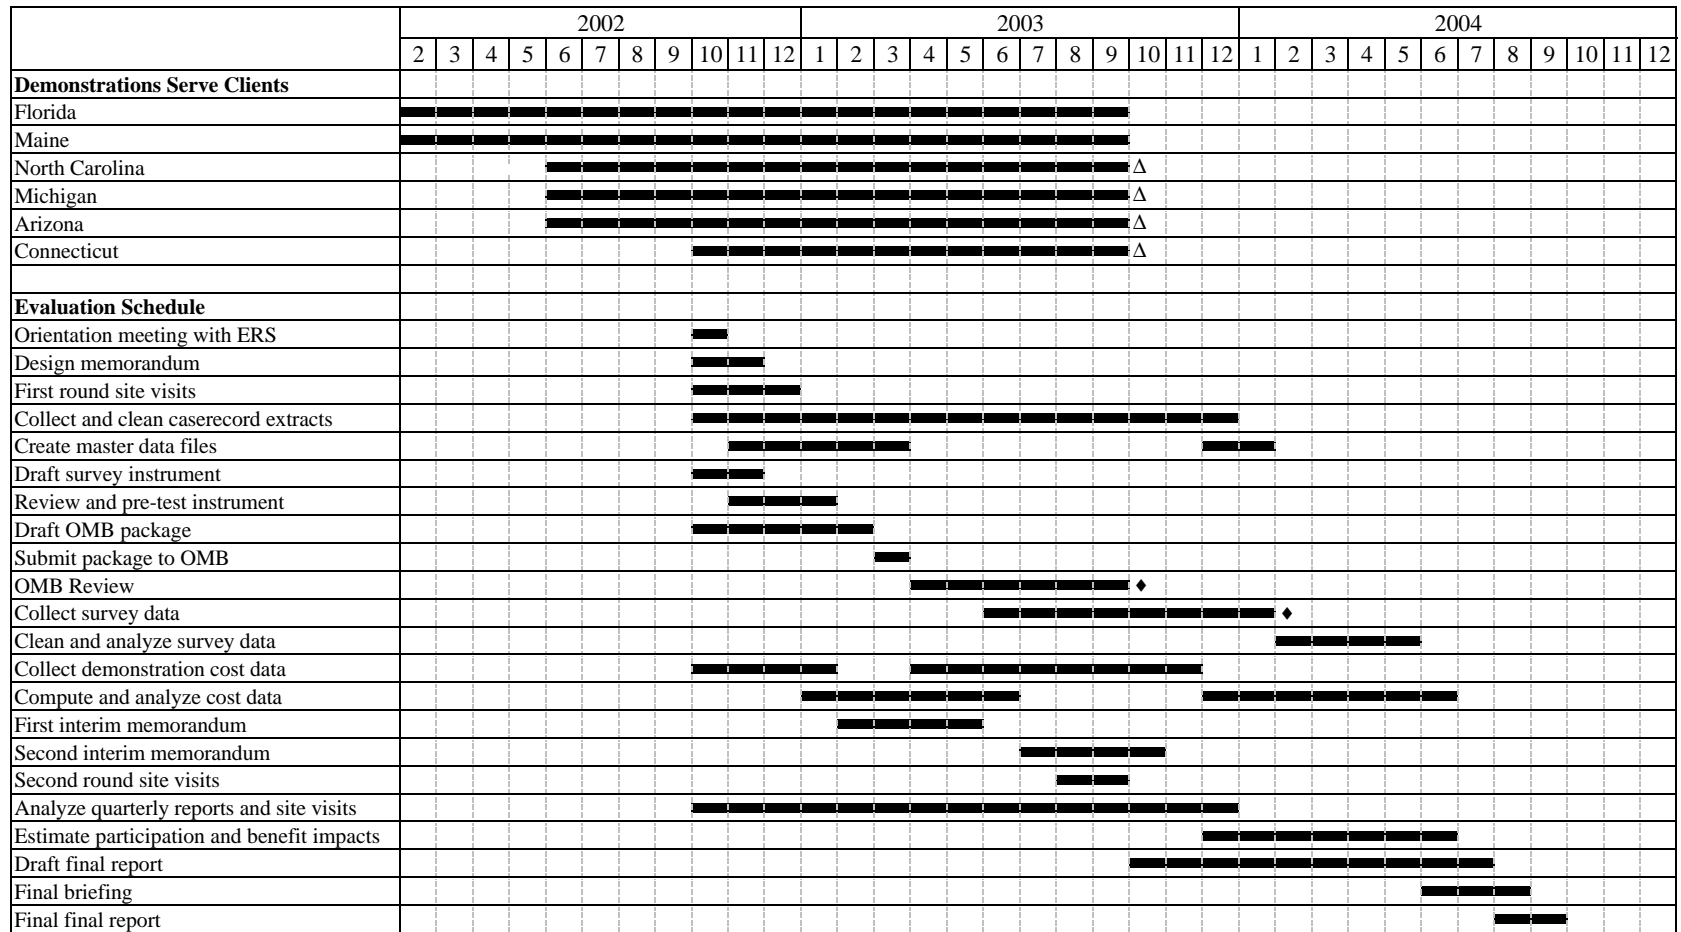 2002 2003 2004
2 3 4 5 6 7 8 9 10 11 12 1 2 3 4 5 6 7 8 9 10 11 12 1 2 3 4 5 6 7 8 9 10 11 12
Demonstrations Serve Clients
Florida
Maine
North Carolina Δ
Michigan Δ
Arizona Δ
Connecticut Δ
Evaluation Schedule
Orientation meeting with ERS
Design memorandum
First round site visits
Collect and clean caserecord extracts
Create master data files
Draft survey instrument
Review and pre-test instrument
Draft OMB package
Submit package to OMB
OMB Review ♦
Collect survey data ♦
Clean and analyze survey data
Collect demonstration cost data
Compute and analyze cost data
First interim memorandum
Second interim memorandum
Second round site visits
Analyze quarterly reports and site visits
Estimate participation and benefit impacts
Draft final report
Final briefing
Final final report